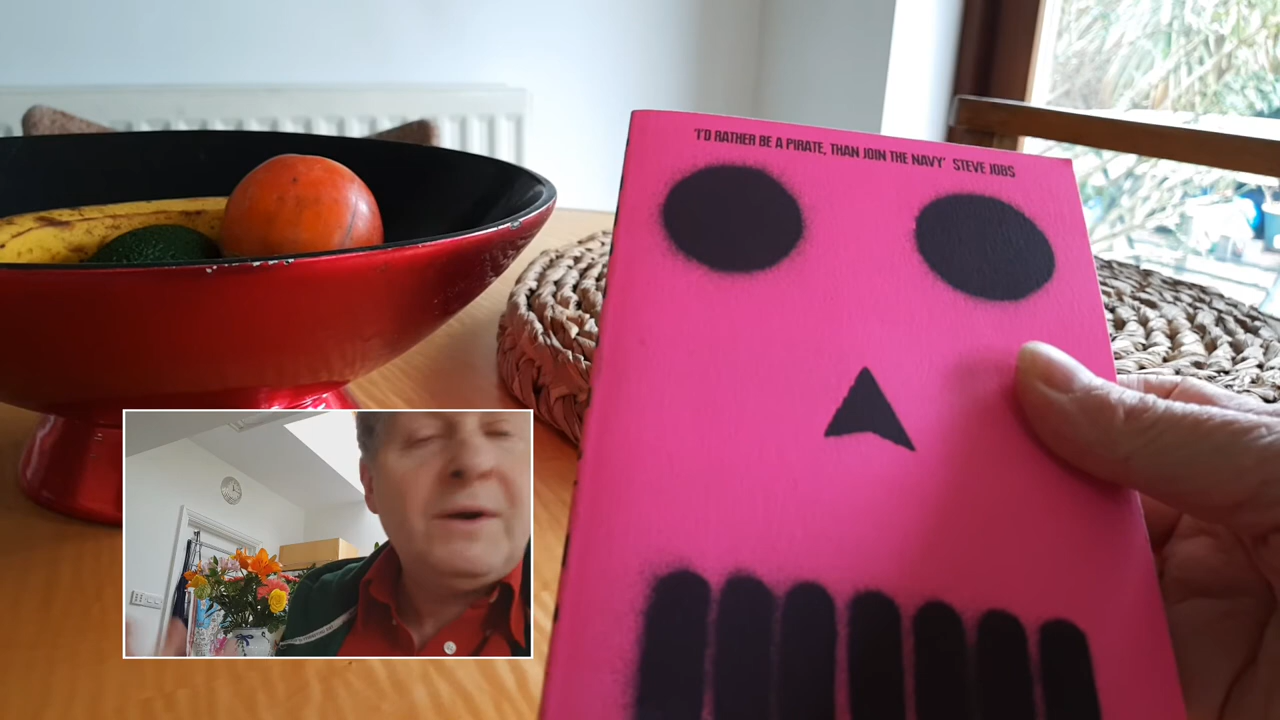 'I'D RATHER BE A PIRATE, THAN JOIN THE NAVY' STEVE JOBS